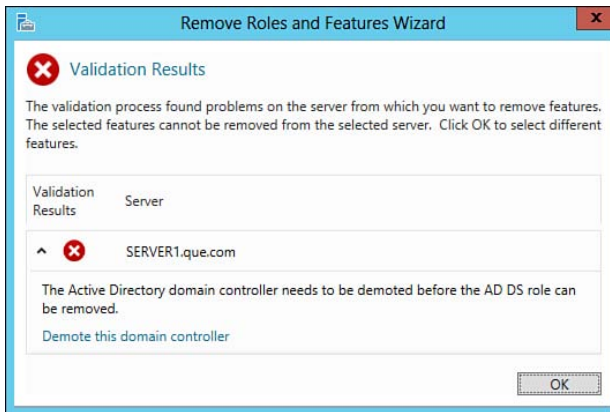 Remove Roles and Features Wizard
x
Validation Results
The validation process found problems on the server from which you want to remove features.
The selected features cannot be removed from the selected server. Click OK to select different
features.
Validation
Results
Server
SERVER1.que.com
The Active Directory domain controller needs to be demoted before the AD DS role can
be removed.
Demote this domain controller
OK